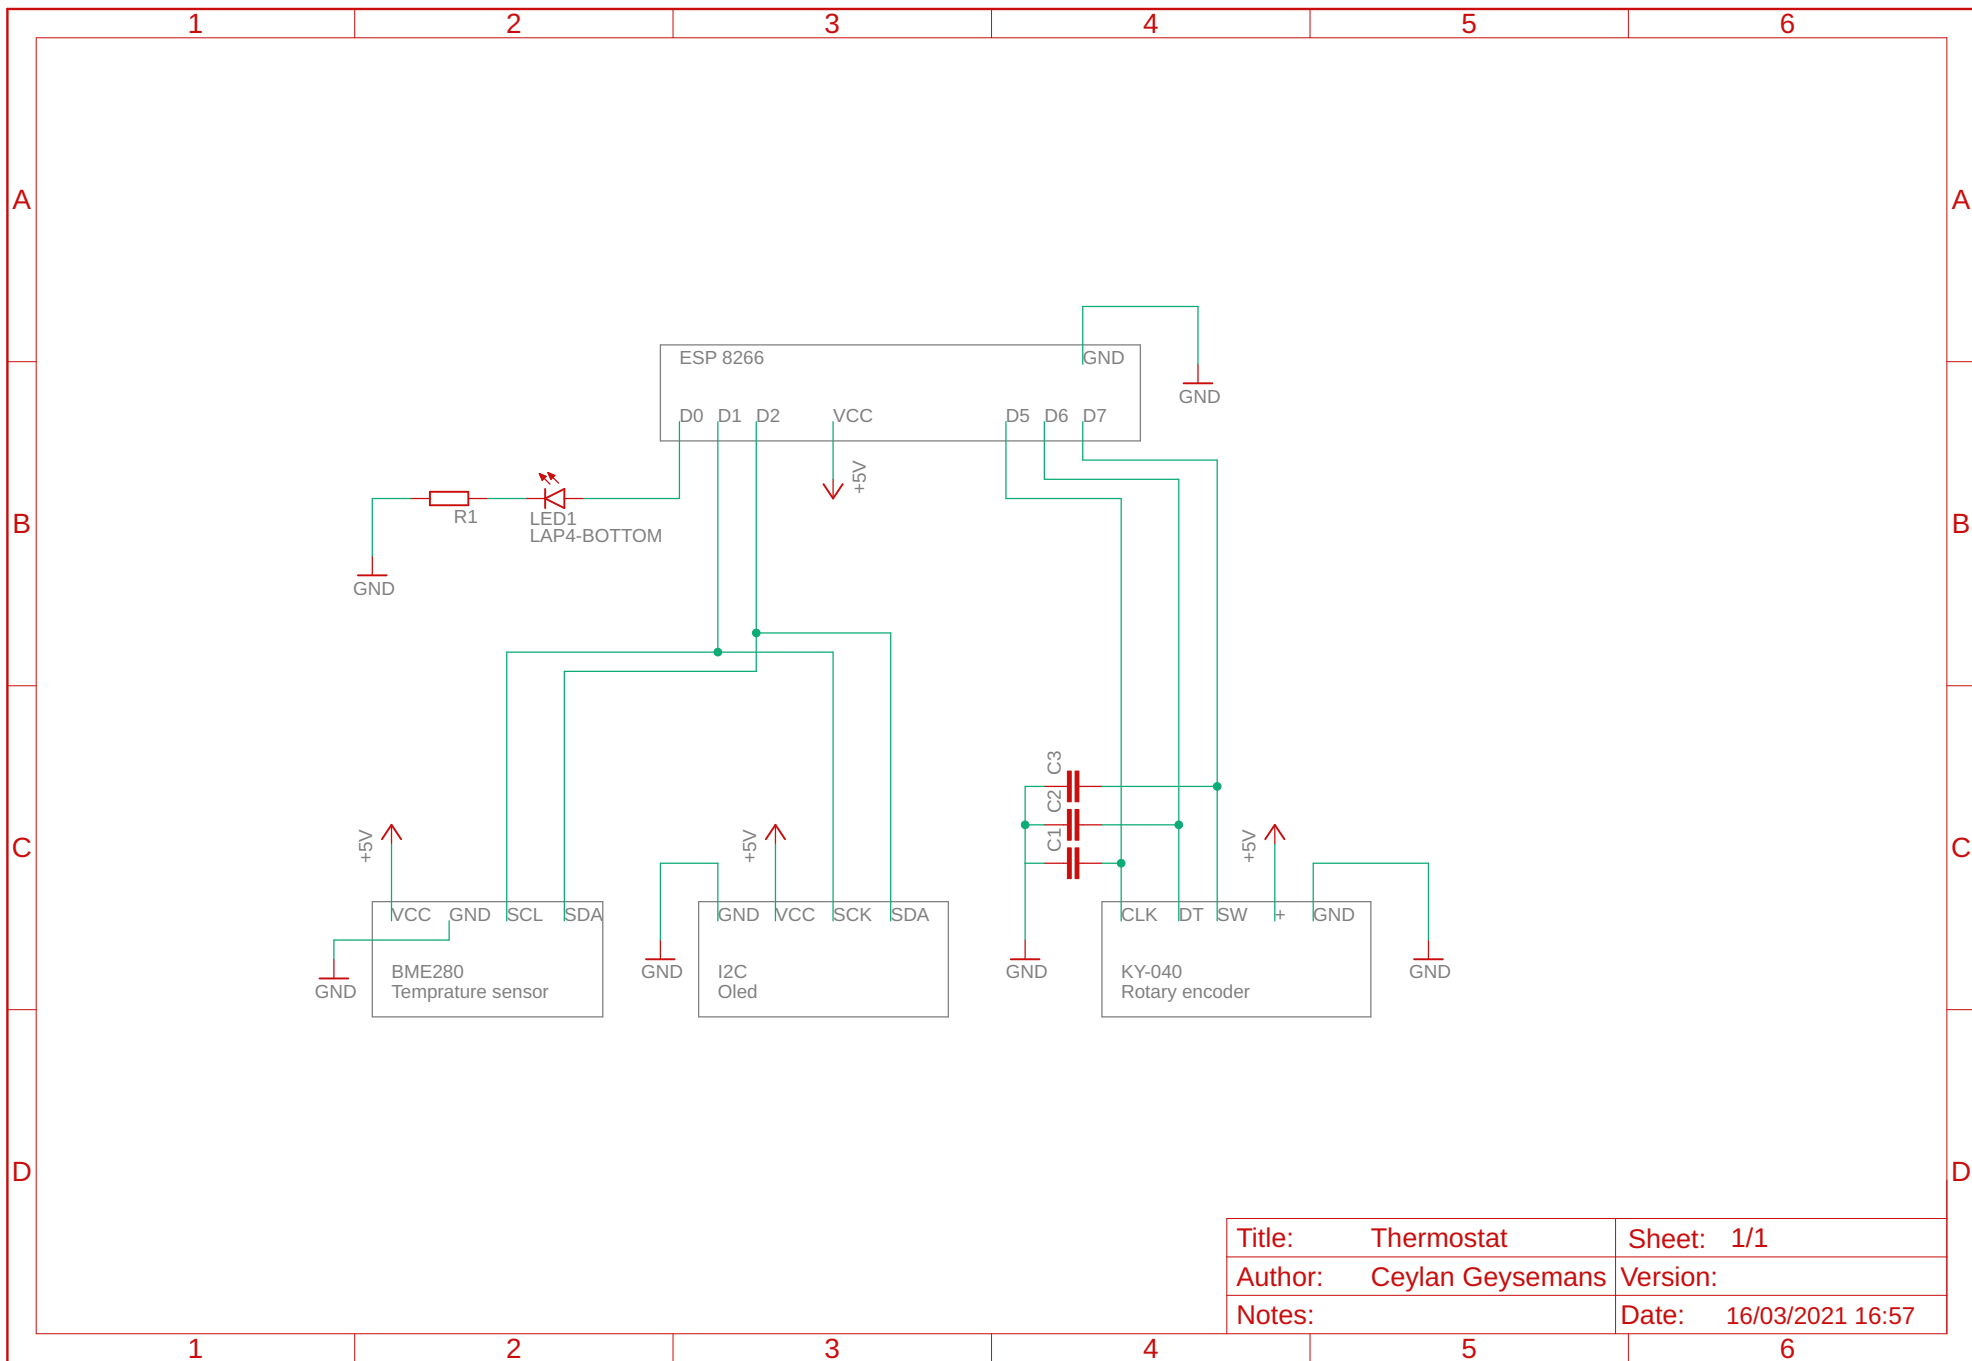 1 2 3 4 5 6
A A
ESP 8266 GND
GND
D0 D1 D2 VCC D5 D6 D7
+5V
B B
R1
LED1
LAP4-BOTTOM
GND
C3
C2
C1
+5V +5V +5V
C C
VCC GND SCL SDA
GND VCC SCK SDA
CLK DT SW + GND
BME280
Temprature sensor
GND
I2C
Oled
GND
KY-040
Rotary encoder
GND
GND
D D
Title: Thermostat Sheet: 1/1
Author: Ceylan Geysemans Version:
Notes: Date: 16/03/2021 16:57
1 2 3 4 5 6